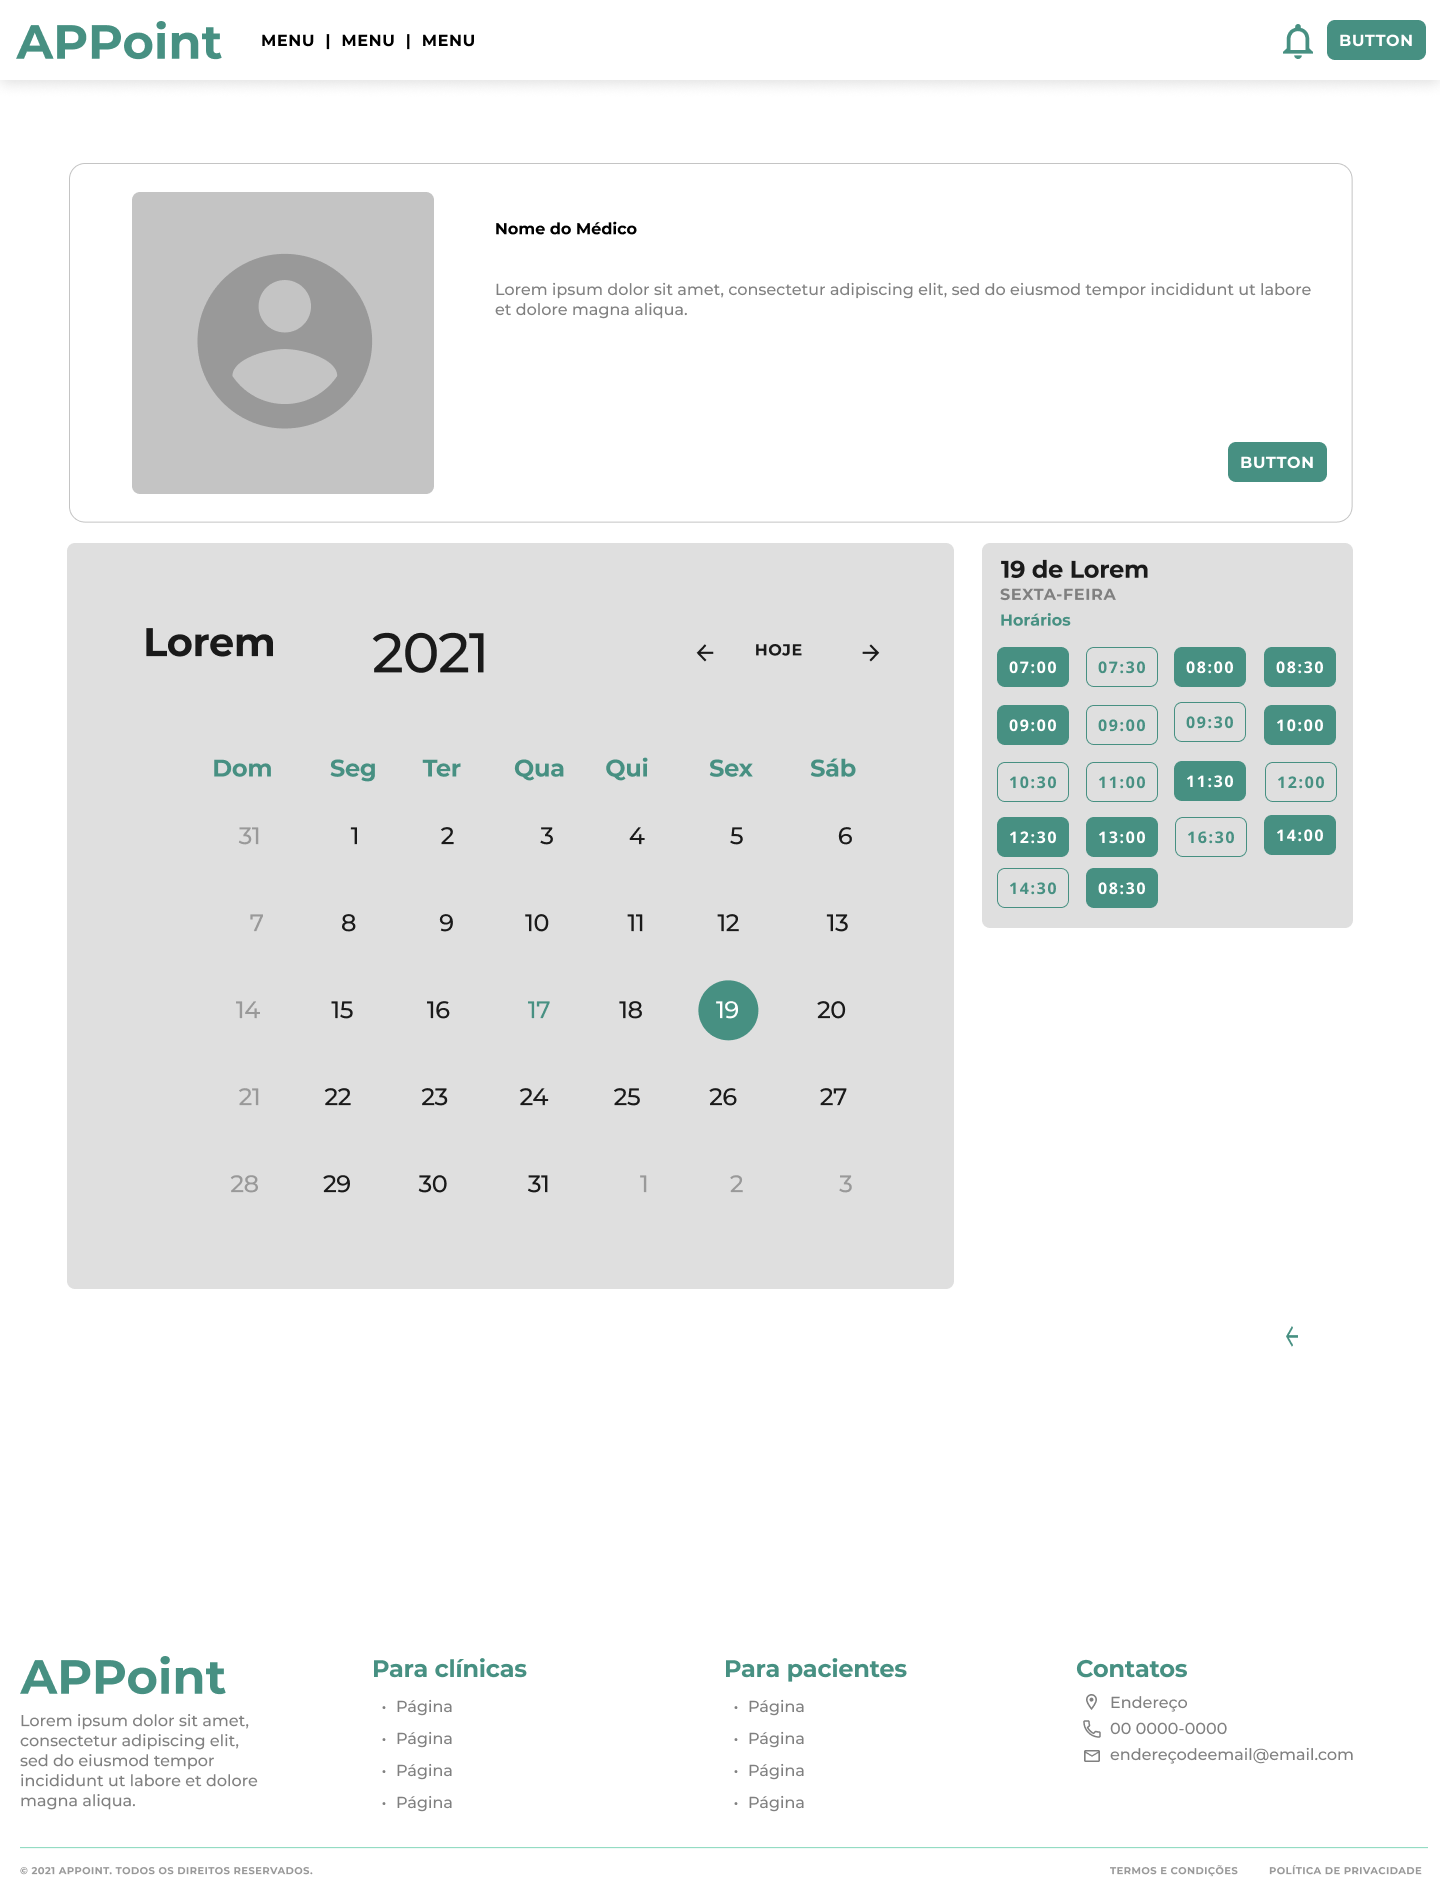 APPoint
MENU | MENU | MENU
BUTTON
Nome do Médico
Lorem ipsum dolor sit amet, consectetur adipiscing elit, sed do eiusmod tempor incididunt ut labore
et dolore magna aliqua.
BUTTON
Lorem 2021 HOJE
Dom Seg Ter Qua Qui Sex Sáb
31 1 2 3 4 5 6
7 8 9 10 11 12 13
14 15 16 17 18 19 20
21 22 23 24 25 26 27
28 29 30 31 1 2 3
19 de Lorem
SEXTA-FEIRA
Horários
07:00 07:30 08:00 08:30
09:00 09:00 09:30 10:00
10:30 11:00 11:30 12:00
12:30 13:00 16:30 14:00
14:30 08:30
APPoint
Lorem ipsum dolor sit amet,
consectetur adipiscing elit,
sed do eiusmod tempor
incididunt ut labore et dolore
magna aliqua.
Para clínicas
• Página
• Página
• Página
• Página
Para pacientes
• Página
• Página
• Página
• Página
Contatos
Endereço
00 0000-0000
endereçodeemail@email.com
© 2021 APPOINT. TODOS OS DIREITOS RESERVADOS.
TERMOS E CONDIÇÕES POLÍTICA DE PRIVACIDADE